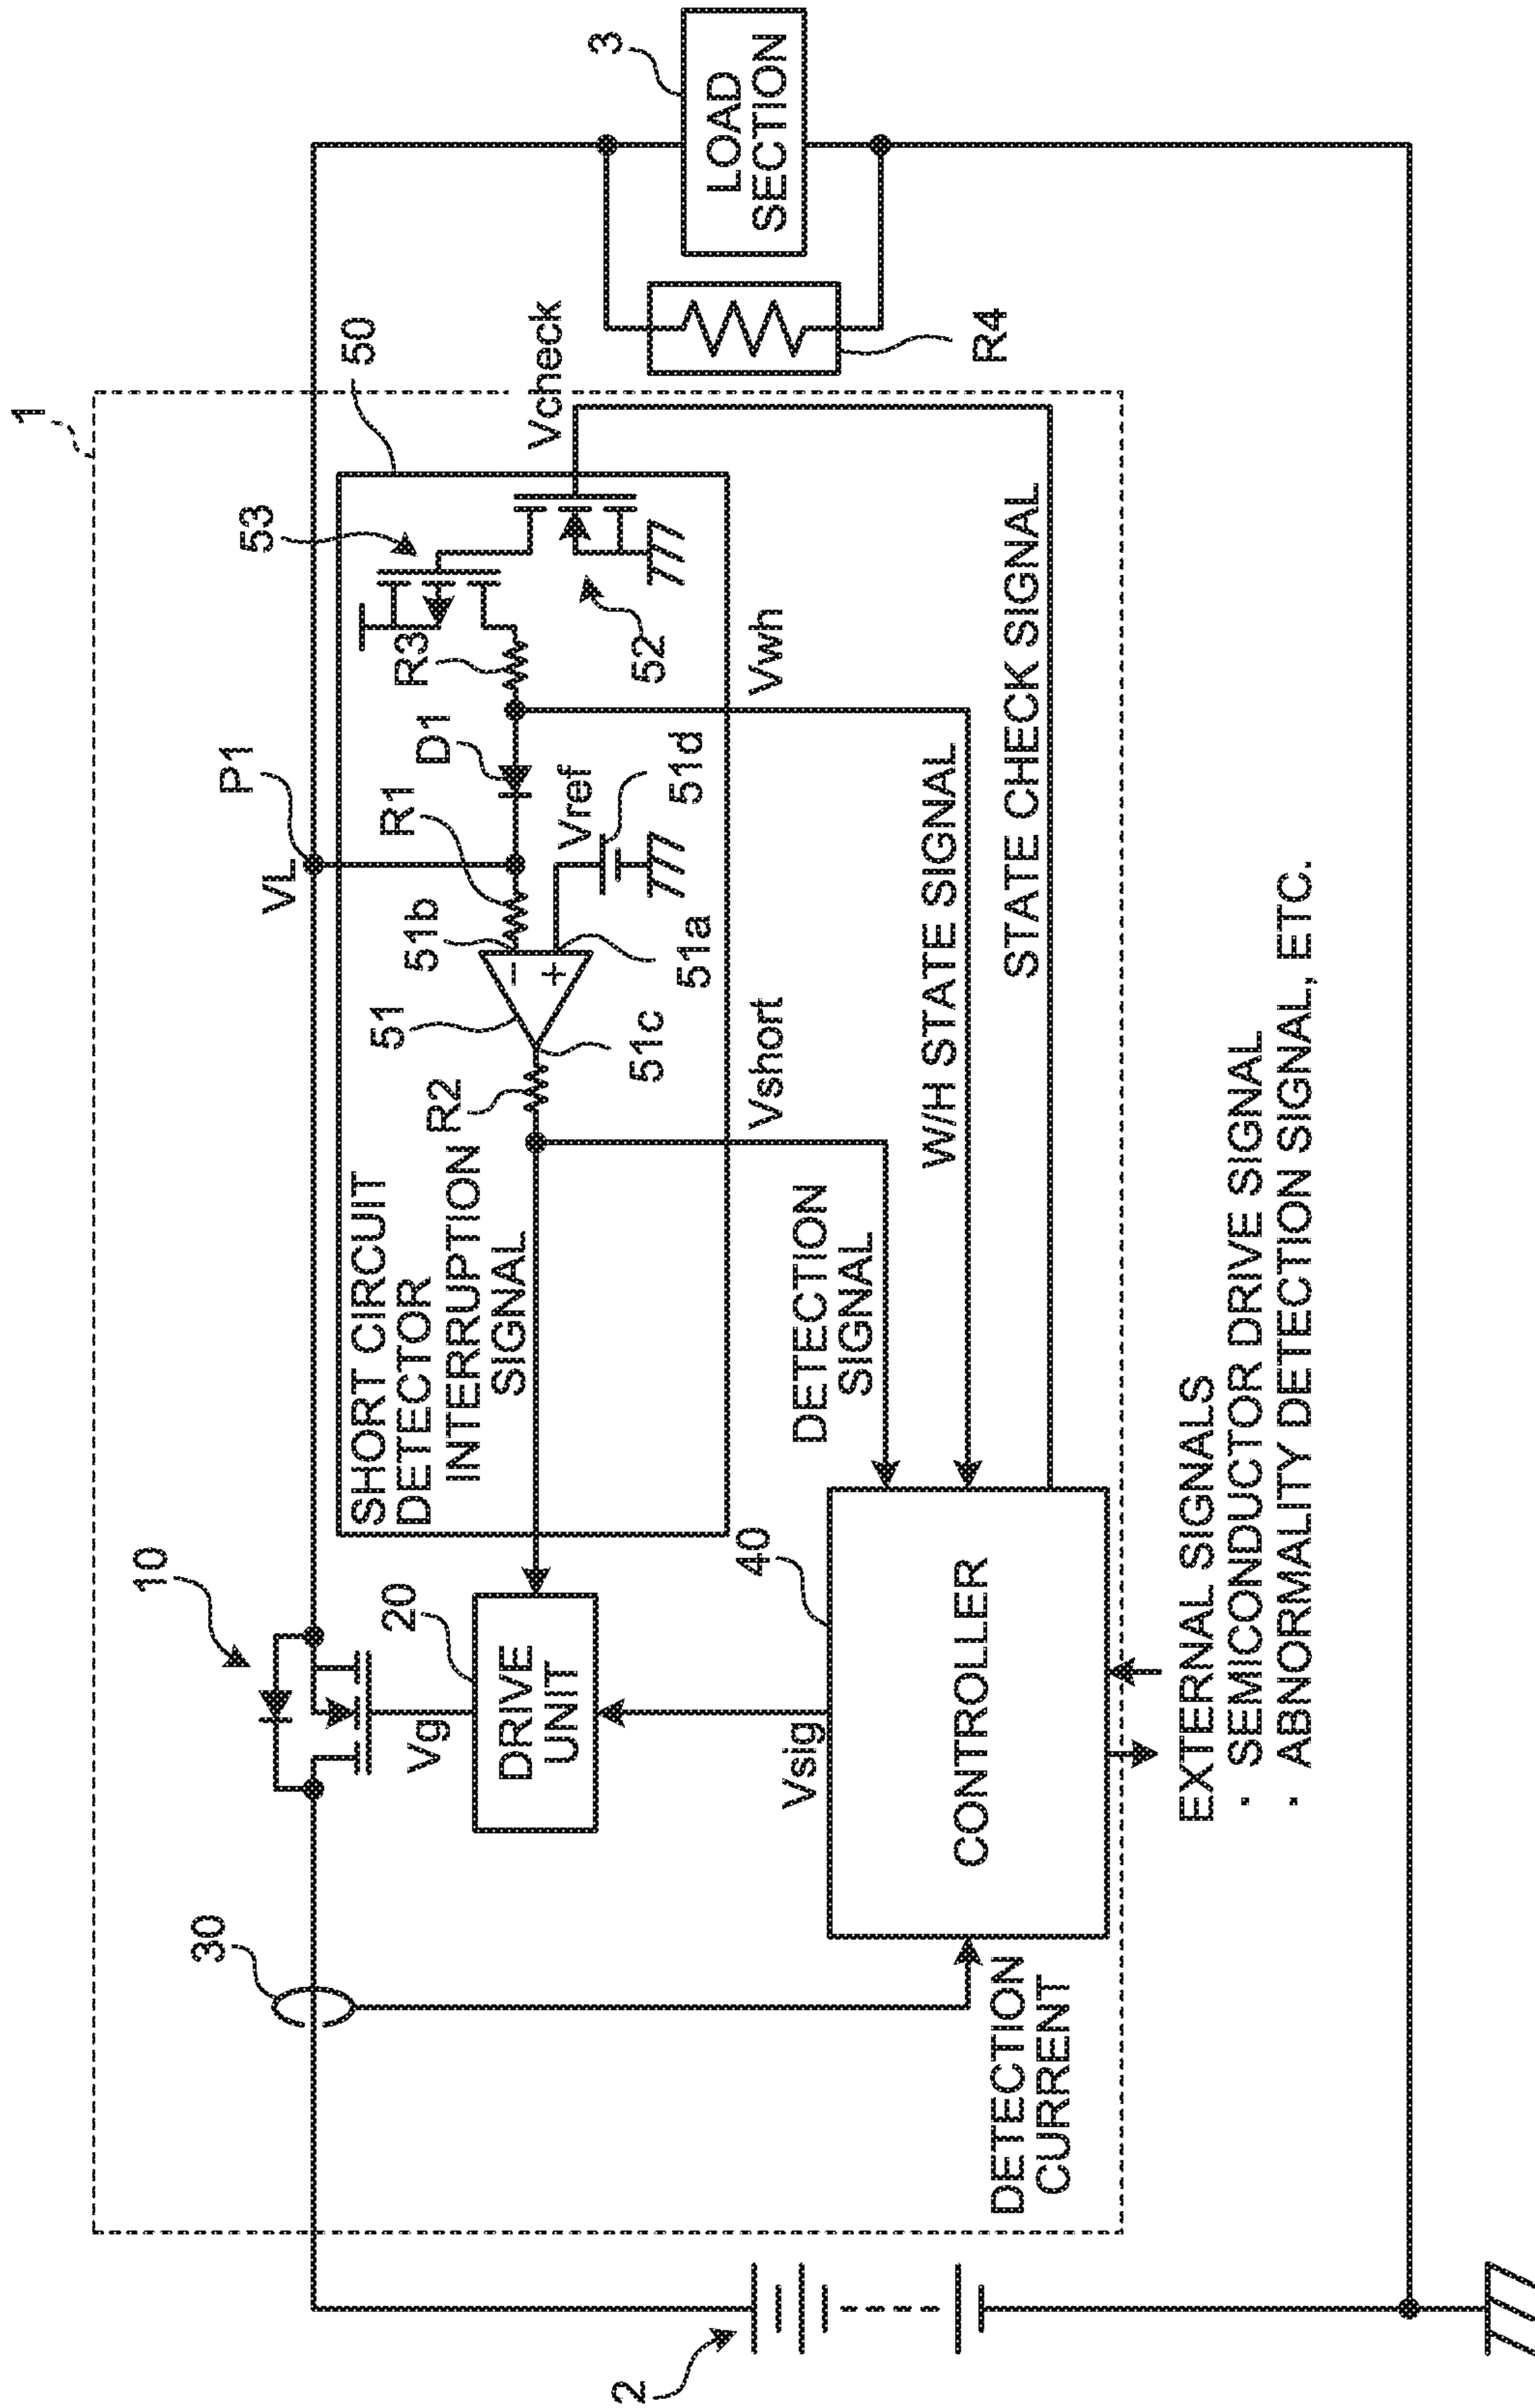 1
50
3
LOAD
SECTION
R4
53
Vcheck
52
R3
P1
VL
D1
R1
Vref
51d
51b
51a
51
51c
R2
Vwh
Vshort
W/H STATE SIGNAL
STATE CHECK SIGNAL
SHORT CIRCUIT
DETECTOR
INTERRUPTION
SIGNAL
DETECTION
SIGNAL
10
20
Vg
DRIVE
UNIT
Vsig
40
CONTROLLER
30
DETECTION
CURRENT
2
EXTERNAL SIGNALS
· SEMICONDUCTOR DRIVE SIGNAL
· ABNORMALITY DETECTION SIGNAL, ETC.
−
+